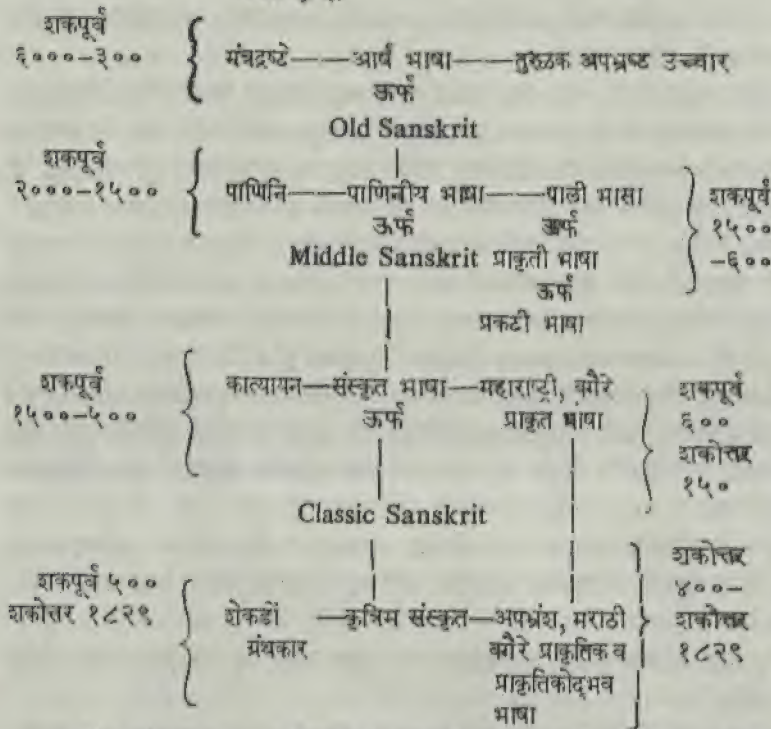 शकपूर्व
६०००-३०० मंत्रद्रष्टे——आर्ष भाषा——तुरळक अपभ्रष्ट उच्चार
ऊर्फ
Old Sanskrit
शकपूर्व
२०००-१५०० पाणिनि——पाणिनीय भाषा——पाली भासा शकपूर्व
ऊर्फ ऊर्फ १५००
Middle Sanskrit प्राकृती भाषा -६००
ऊर्फ
प्रकटी भाषा
शकपूर्व कात्यायन—संस्कृत भाषा—महाराष्ट्री, वगैरे शकपूर्व
१५००-५०० ऊर्फ प्राकृत भाषा ६००
शकोत्तर
१५०
Classic Sanskrit
शकोत्तर
शकपूर्व ५०० ४००-
शकोत्तर १८२९ शेकडों —कृत्रिम संस्कृत—अपभ्रंश, मराठी शकोत्तर
ग्रंथकार वगैरे प्राकृतिक व १८२९
प्राकृतिकोद्भव
भाषा